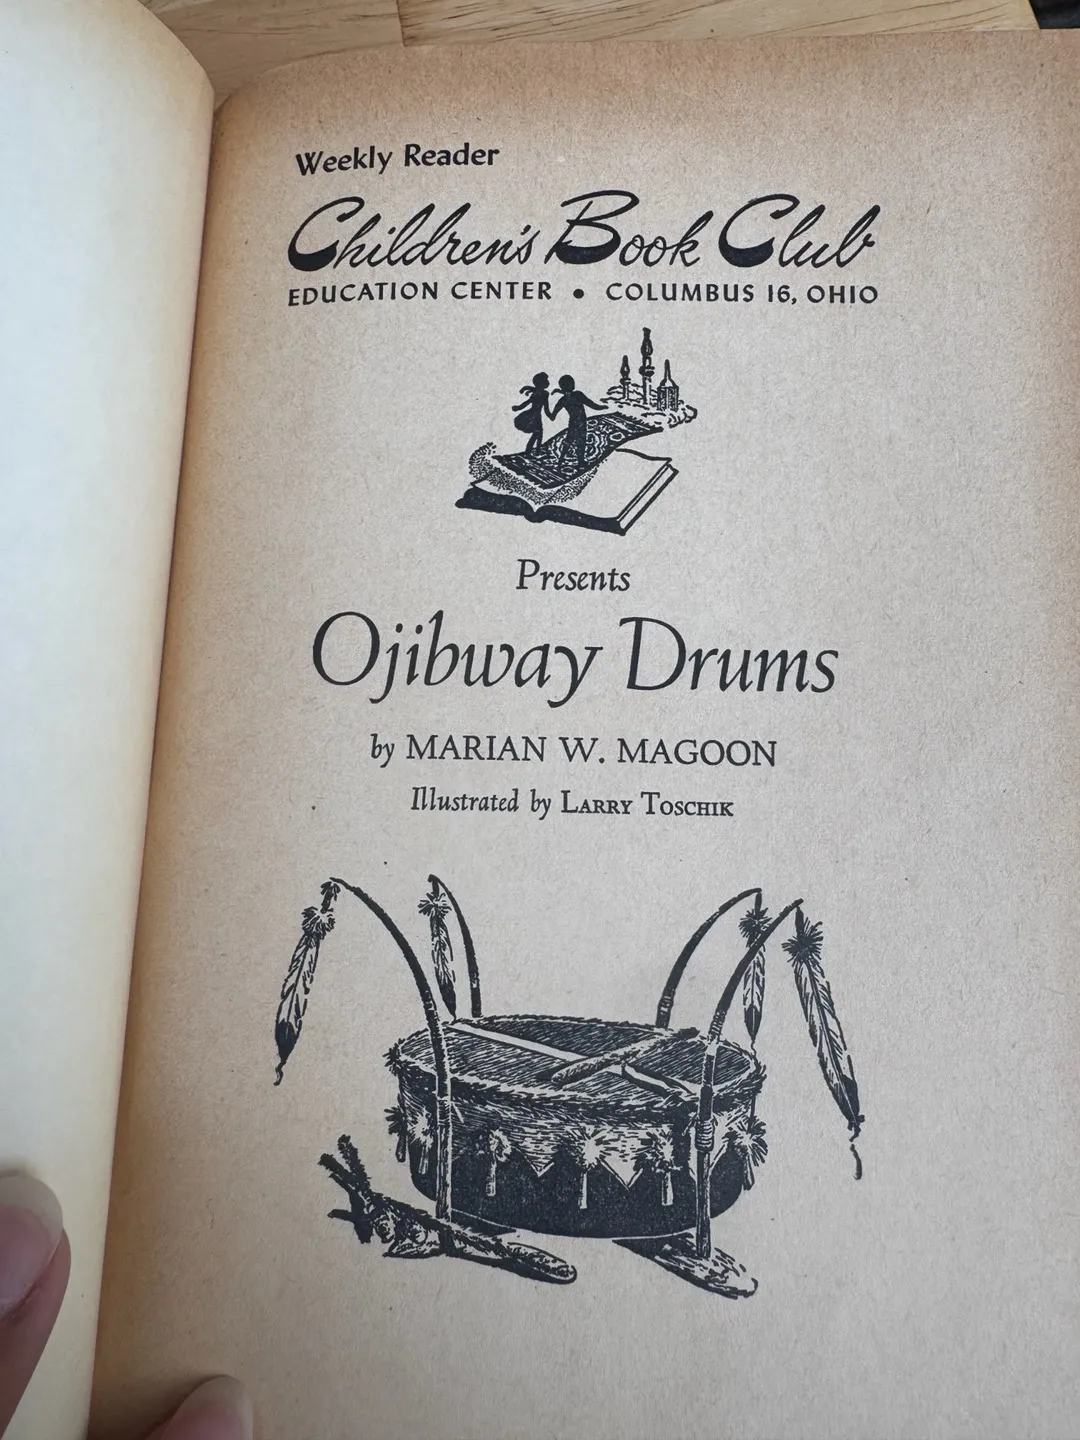 Weekly Reader
Children's Book Club
EDUCATION CENTER • COLUMBUS 16, OHIO
Presents
Ojibway Drums
by MARIAN W. MAGOON
Illustrated by LARRY TOSCHIK